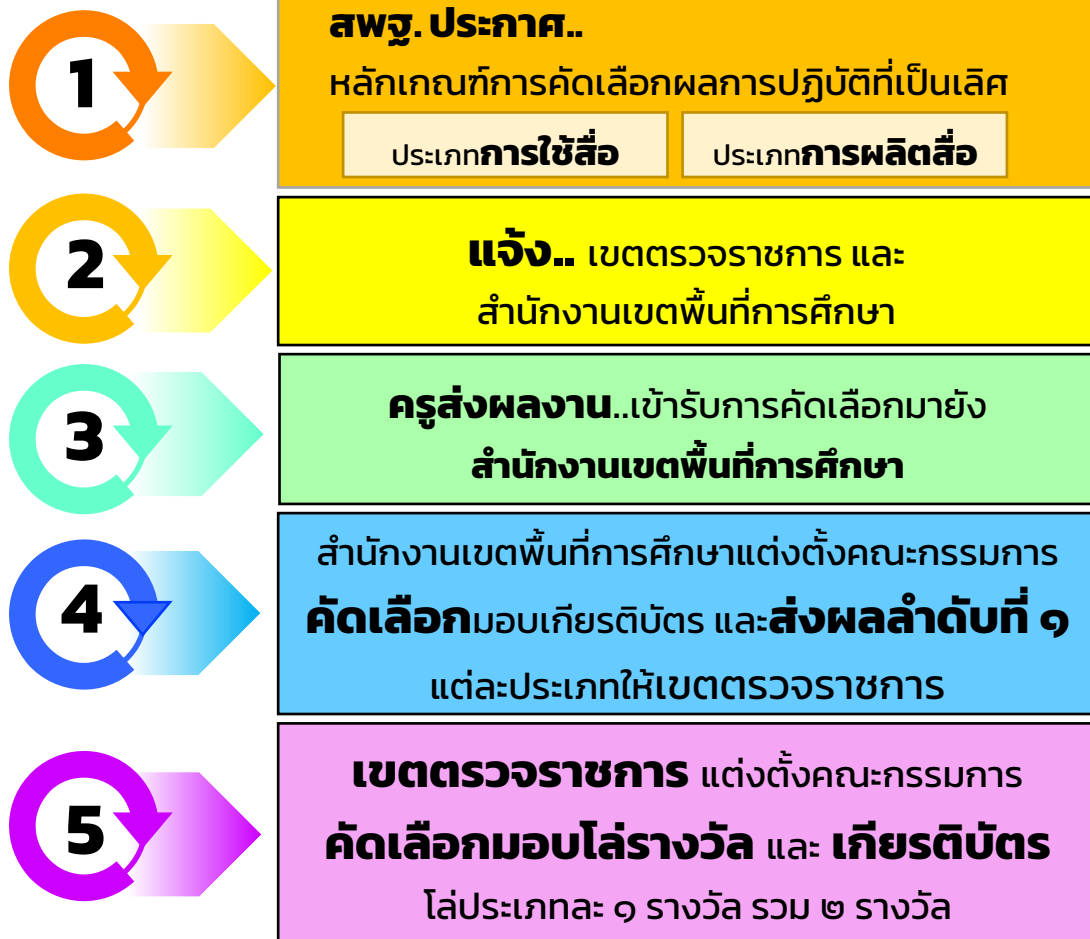 1
สพฐ. ประกาศ..
หลักเกณฑ์การคัดเลือกผลการปฏิบัติที่เป็นเลิศ
ประเภทการใช้สื่อ
ประเภทการผลิตสื่อ
2
แจ้ง.. เขตตรวจราชการ และ
สำนักงานเขตพื้นที่การศึกษา
3
ครูส่งผลงาน..เข้ารับการคัดเลือกมายัง
สำนักงานเขตพื้นที่การศึกษา
4
สำนักงานเขตพื้นที่การศึกษาแต่งตั้งคณะกรรมการ
คัดเลือกมอบเกียรติบัตร และส่งผลลำดับที่ ๑
แต่ละประเภทให้เขตตรวจราชการ
5
เขตตรวจราชการ แต่งตั้งคณะกรรมการ
คัดเลือกมอบโล่รางวัล และ เกียรติบัตร
โล่ประเภทละ ๑ รางวัล รวม ๒ รางวัล